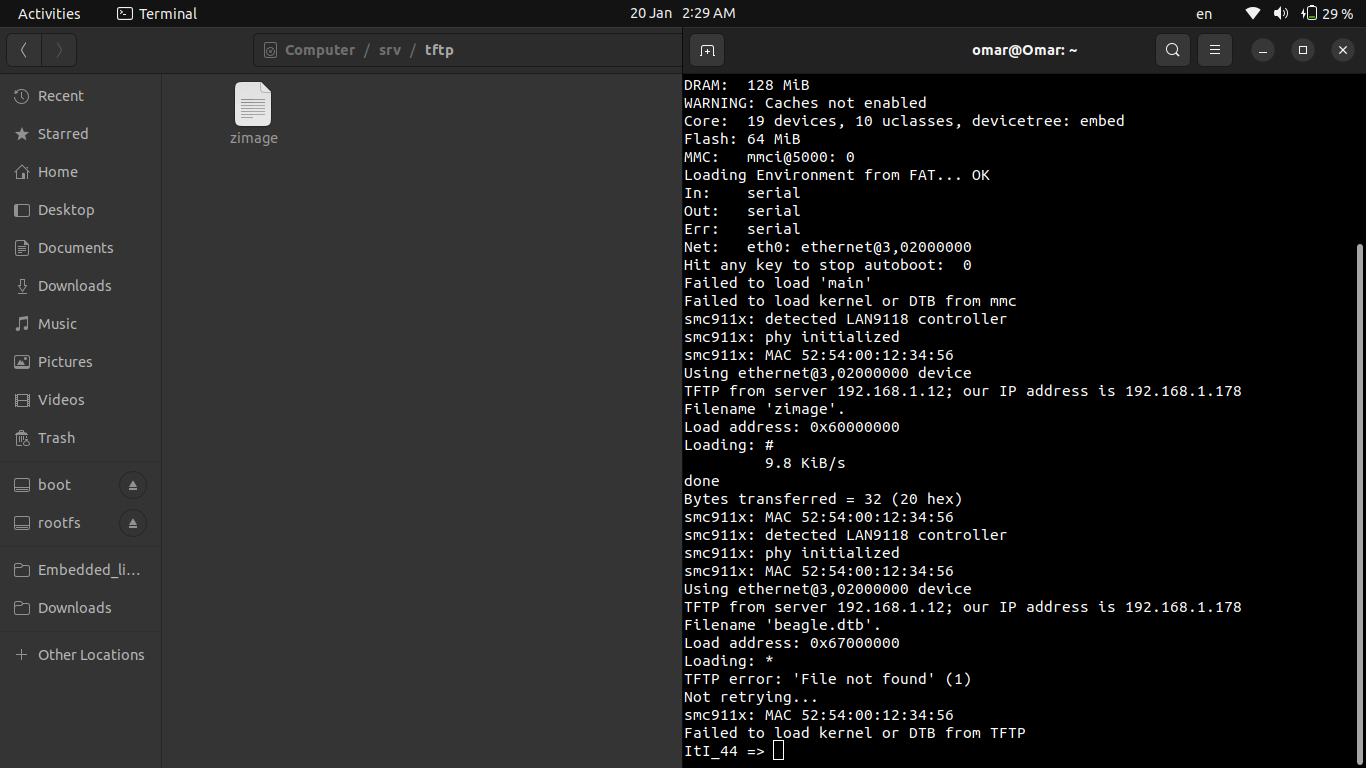 Activities
Terminal
20 Jan 2:29 AM
en
29 %
Computer / srv / tftp
omar@Omar: ~
Recent
Starred
Home
Desktop
Documents
Downloads
Music
Pictures
Videos
Trash
boot
rootfs
Embedded_li...
Downloads
+ Other Locations
zimage
DRAM:  128 MiB
WARNING: Caches not enabled
Core:  19 devices, 10 uclasses, devicetree: embed
Flash: 64 MiB
MMC:   mmci@5000: 0
Loading Environment from FAT... OK
In:    serial
Out:   serial
Err:   serial
Net:   eth0: ethernet@3,02000000
Hit any key to stop autoboot:  0
Failed to load 'main'
Failed to load kernel or DTB from mmc
smc911x: detected LAN9118 controller
smc911x: phy initialized
smc911x: MAC 52:54:00:12:34:56
Using ethernet@3,02000000 device
TFTP from server 192.168.1.12; our IP address is 192.168.1.178
Filename 'zimage'.
Load address: 0x60000000
Loading: #
         9.8 KiB/s
done
Bytes transferred = 32 (20 hex)
smc911x: MAC 52:54:00:12:34:56
smc911x: detected LAN9118 controller
smc911x: phy initialized
smc911x: MAC 52:54:00:12:34:56
Using ethernet@3,02000000 device
TFTP from server 192.168.1.12; our IP address is 192.168.1.178
Filename 'beagle.dtb'.
Load address: 0x67000000
Loading: *
TFTP error: 'File not found' (1)
Not retrying...
smc911x: MAC 52:54:00:12:34:56
Failed to load kernel or DTB from TFTP
ItI_44 =>